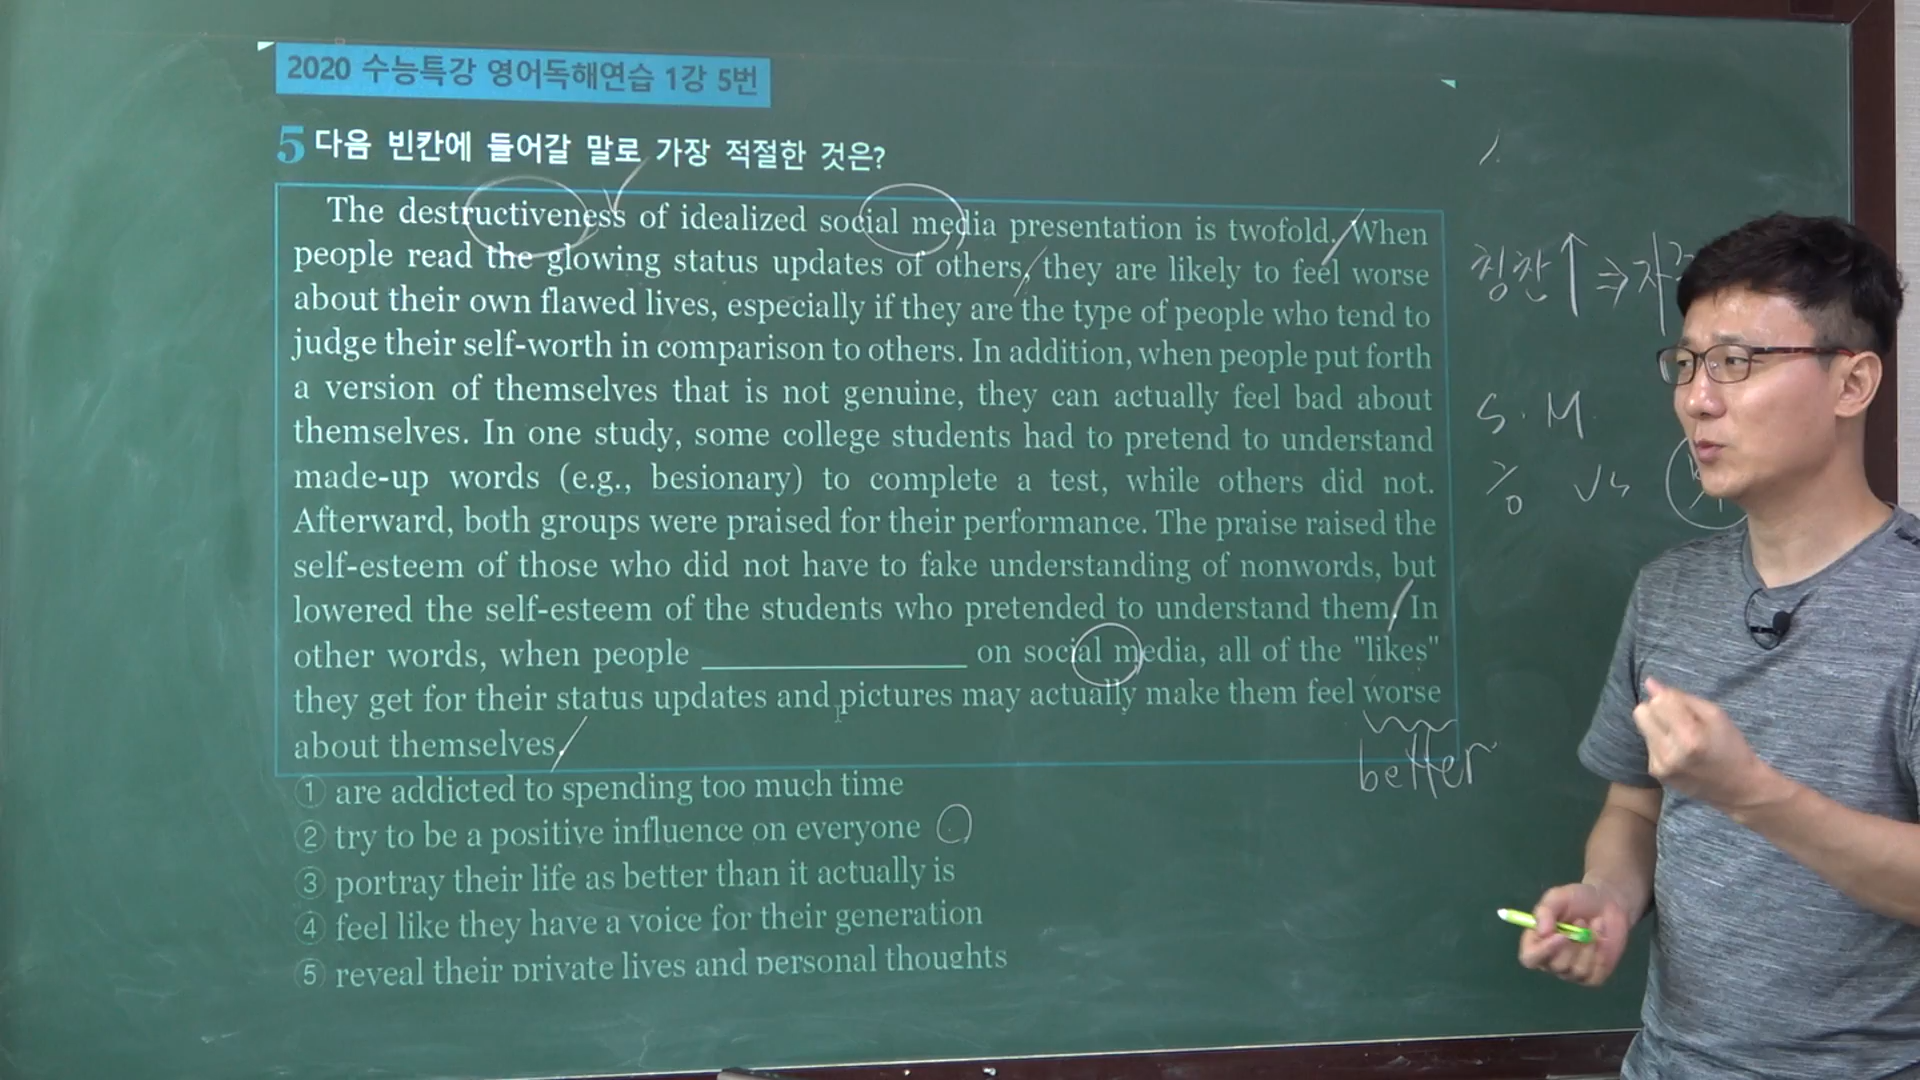 2020 수능특강 영어독해연습 1강 5번
5 다음 빈칸에 들어갈 말로 가장 적절한 것은?
The destructiveness of idealized social media presentation is twofold. When
people read the glowing status updates of others, they are likely to feel worse
about their own flawed lives, especially if they are the type of people who tend to
judge their self-worth in comparison to others. In addition, when people put forth
a version of themselves that is not genuine, they can actually feel bad about
themselves. In one study, some college students had to pretend to understand
made-up words (e.g., besionary) to complete a test, while others did not.
Afterward, both groups were praised for their performance. The praise raised the
self-esteem of those who did not have to fake understanding of nonwords, but
lowered the self-esteem of the students who pretended to understand them. In
other words, when people ____________ on social media, all of the "likes"
they get for their status updates and pictures may actually make them feel worse
about themselves.
better
① are addicted to spending too much time
② try to be a positive influence on everyone
③ portray their life as better than it actually is
④ feel like they have a voice for their generation
⑤ reveal their private lives and personal thoughts
칭찬↑ ⇒ 자
S. M.
% vs